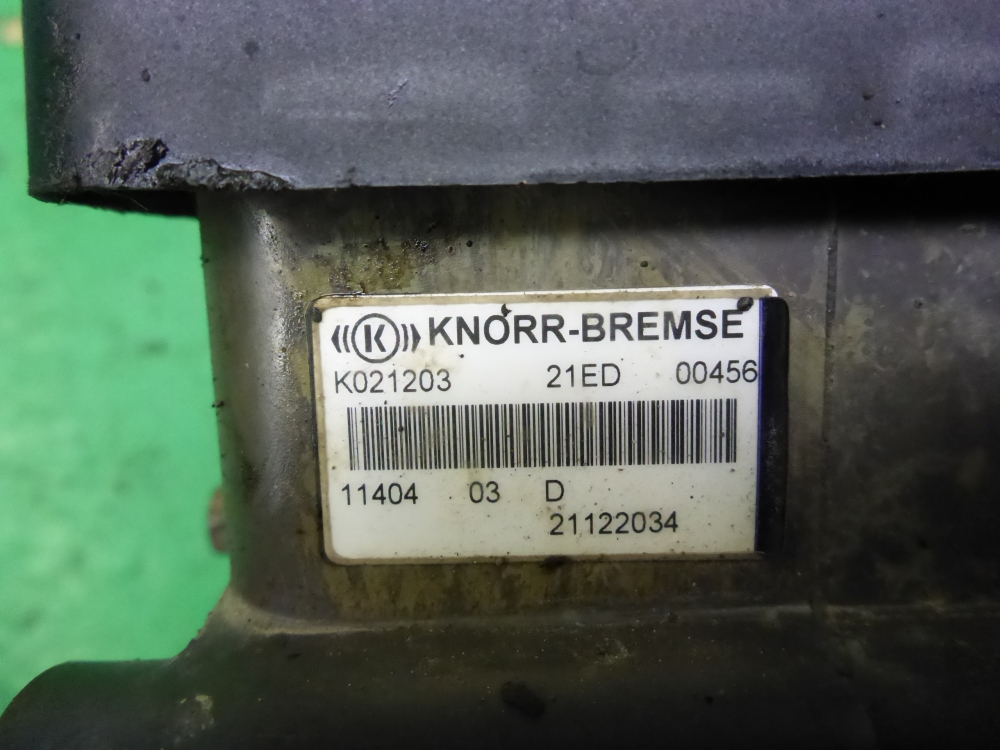 K KNORR-BREMSE
K021203 21ED 00456
11404 03 D
21122034